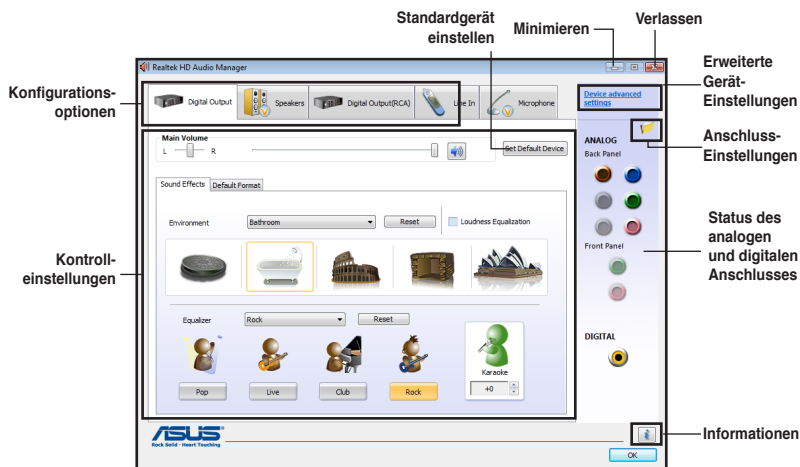 Standardgerät
einstellen
Minimieren
Verlassen
Realtek HD Audio Manager
Konfigurations-
optionen
Digital Output
Speakers
Digital Output(RCA)
Line In
Microphone
Device advanced
settings
Erweiterte
Gerät-
Einstellungen
Main Volume
L
R
Set Default Device
ANALOG
Back Panel
Anschluss-
Einstellungen
Sound Effects
Default Format
Environment
Bathroom
Reset
Loudness Equalization
Kontroll-
einstellungen
Front Panel
Status des
analogen
und digitalen
Anschlusses
Equalizer
Rock
Reset
DIGITAL
Karaoke
Pop
Live
Club
Rock
+0
ASUS
Rock Solid · Heart Touching
i
Informationen
OK